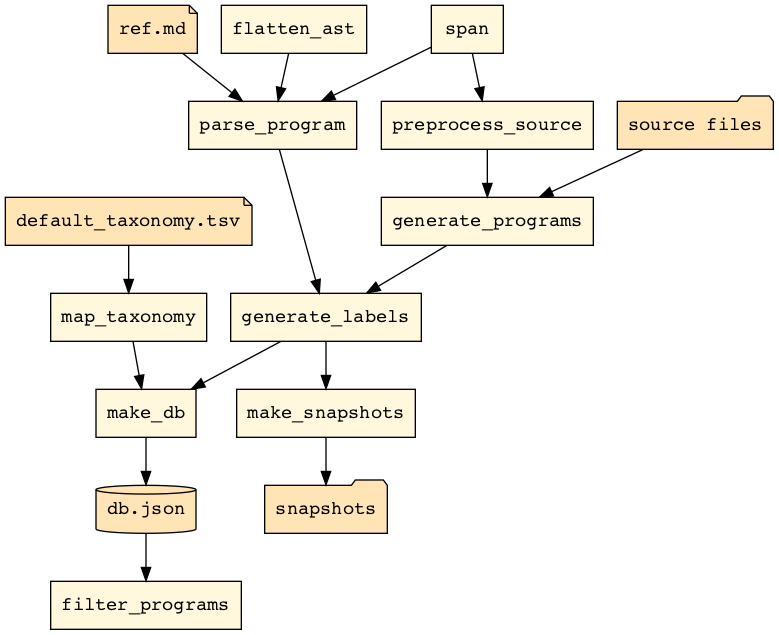 ref.md
flatten_ast
span
parse_program
preprocess_source
source files
default_taxonomy.tsv
generate_programs
map_taxonomy
generate_labels
make_db
make_snapshots
db.json
snapshots
filter_programs